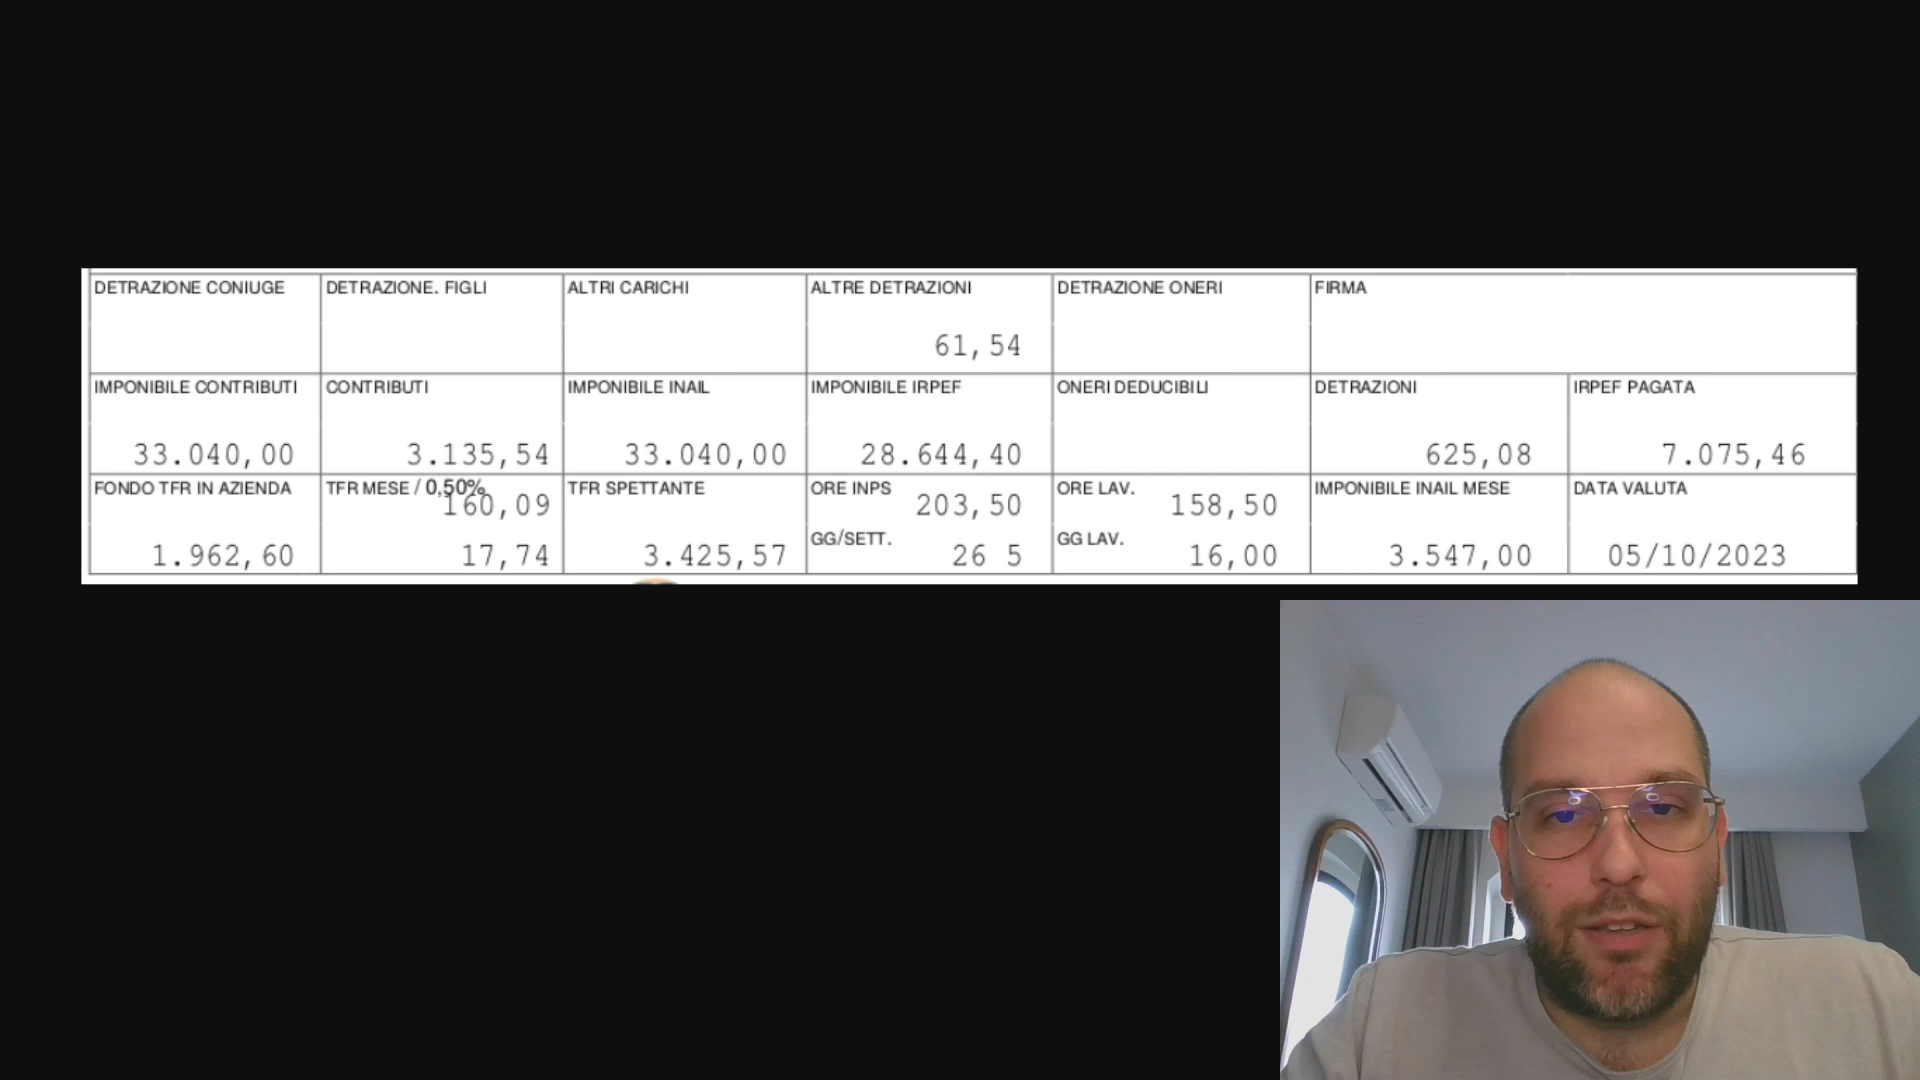 DETRAZIONE CONIUGE DETRAZIONE. FIGLI ALTRI CARICHI ALTRE DETRAZIONI DETRAZIONE ONERI FIRMA
61,54
IMPONIBILE CONTRIBUTI CONTRIBUTI IMPONIBILE INAIL IMPONIBILE IRPEF ONERI DEDUCIBILI DETRAZIONI IRPEF PAGATA
33.040,00 3.135,54 33.040,00 28.644,40 625,08 7.075,46
FONDO TFR IN AZIENDA TFR MESE / 0,50% TFR SPETTANTE ORE INPS ORE LAV. IMPONIBILE INAIL MESE DATA VALUTA
160,09 203,50 158,50
GG/SETT. GG LAV.
1.962,60 17,74 3.425,57 26 5 16,00 3.547,00 05/10/2023